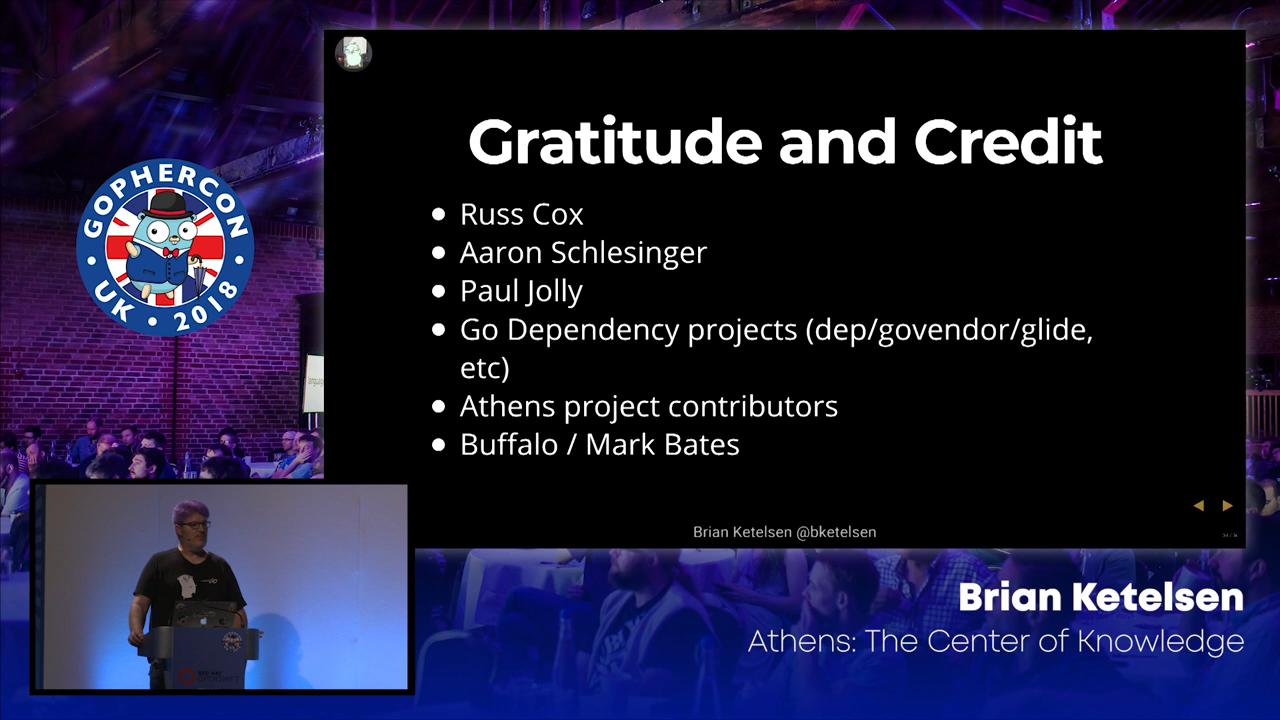 Gratitude and Credit
Russ Cox
Aaron Schlesinger
Paul Jolly
Go Dependency projects (dep/govendor/glide,
etc)
Athens project contributors
Buffalo / Mark Bates
Brian Ketelsen @bketelsen
GOPHERCON
UK • 2018
Brian Ketelsen
Athens: The Center of Knowledge